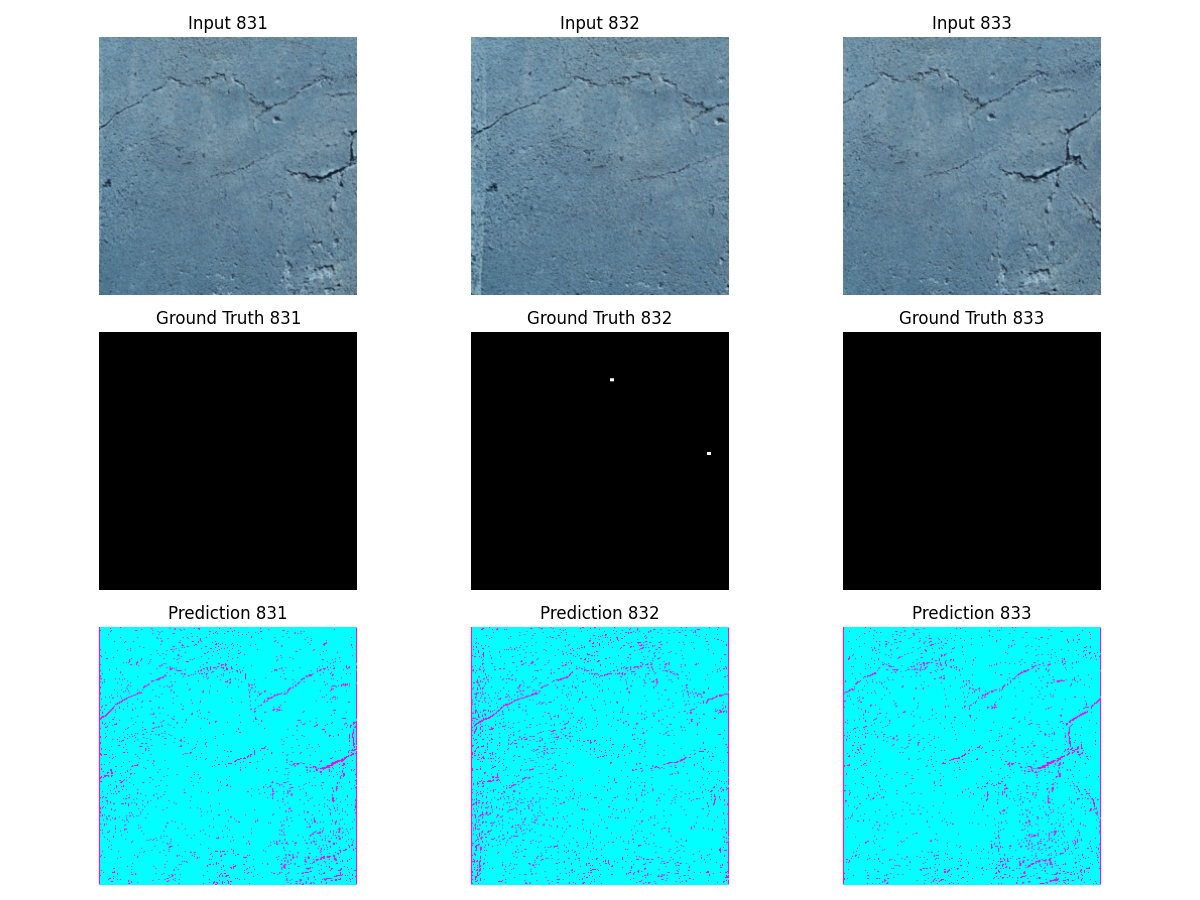 Input 831
Input 832
Input 833
Ground Truth 831
Ground Truth 832
Ground Truth 833
Prediction 831
Prediction 832
Prediction 833